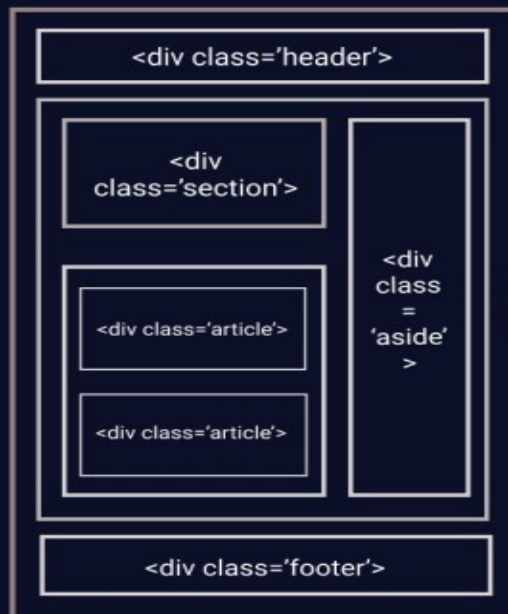 <div class=’header’>
<div
class=’section’>
<div class=’article’>
<div class=’article’>
<div
class
=
‘aside’
>
<div class=’footer’>